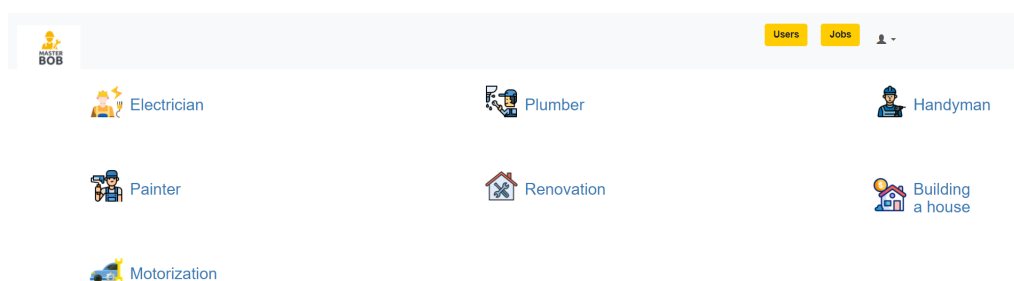 MASTER
BOB
Users
Jobs
Electrician
Plumber
Handyman
Painter
Renovation
Building
a house
Motorization